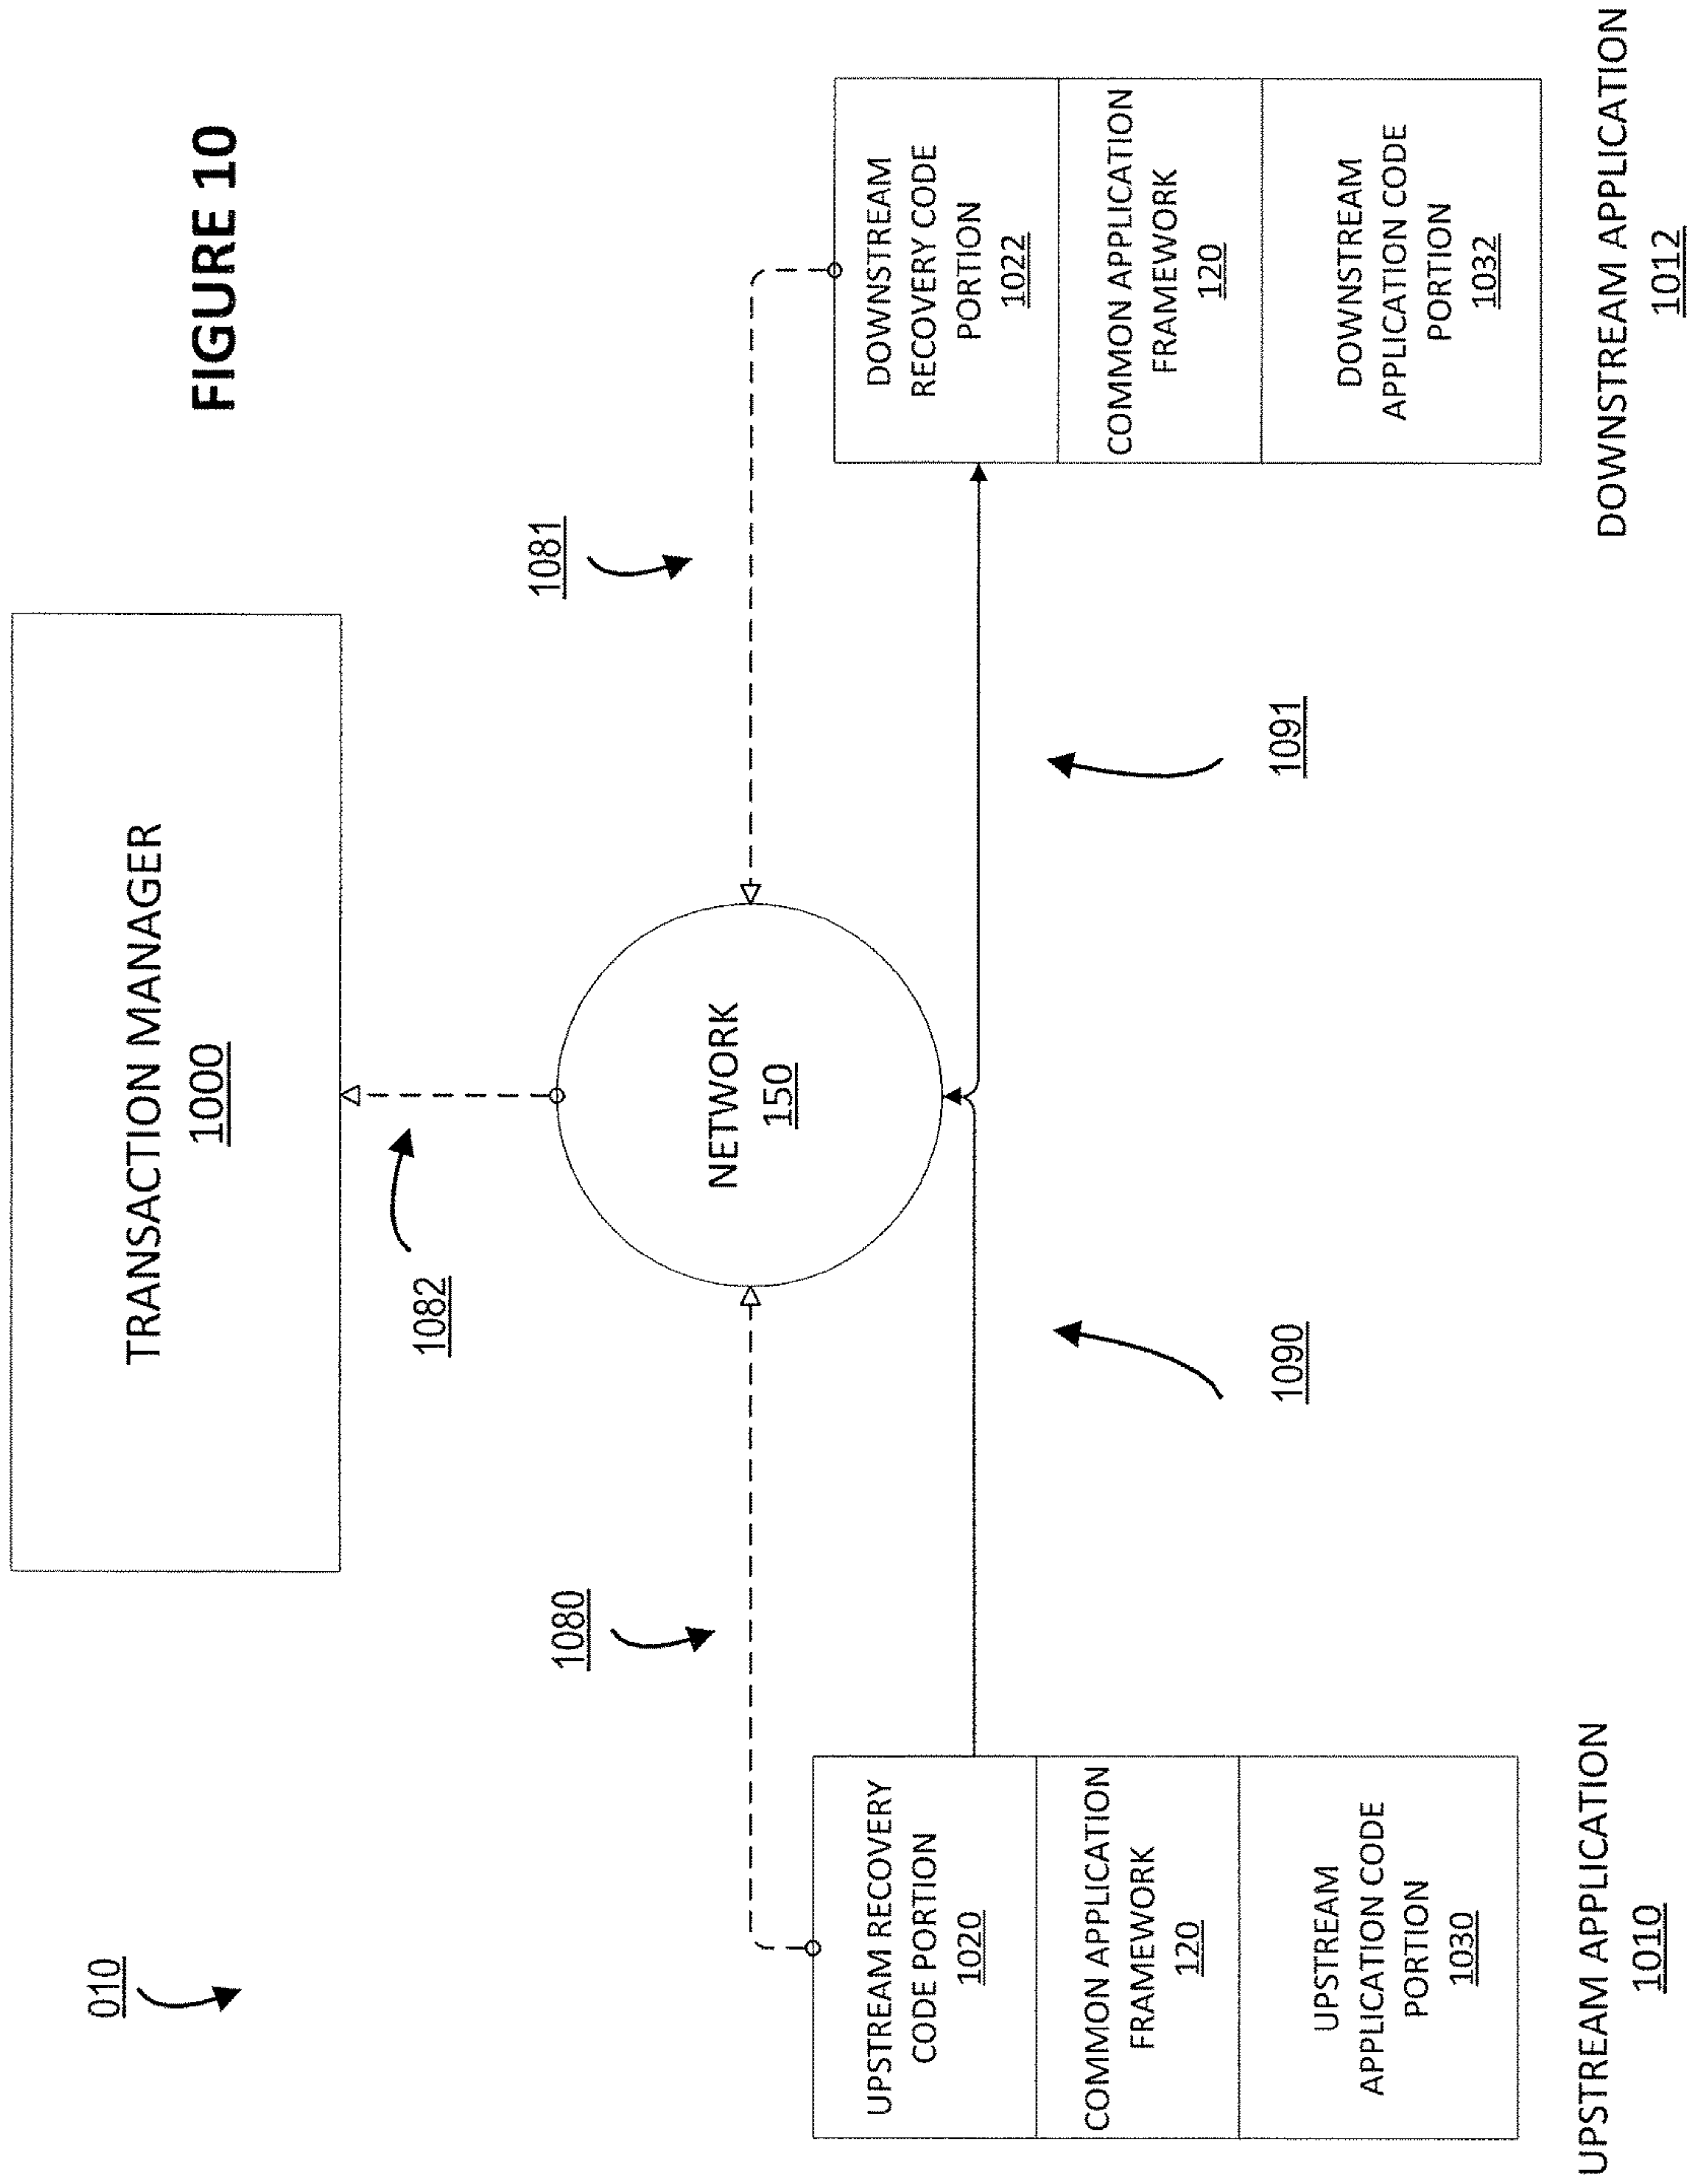 FIGURE 10
010
TRANSACTION MANAGER
1000
1082
1080
1081
NETWORK
150
UPSTREAM RECOVERY
CODE PORTION
1020
COMMON APPLICATION
FRAMEWORK
120
UPSTREAM
APPLICATION CODE
PORTION
1030
UPSTREAM APPLICATION
1010
1090
1091
DOWNSTREAM
RECOVERY CODE
PORTION
1022
COMMON APPLICATION
FRAMEWORK
120
DOWNSTREAM
APPLICATION CODE
PORTION
1032
DOWNSTREAM APPLICATION
1012